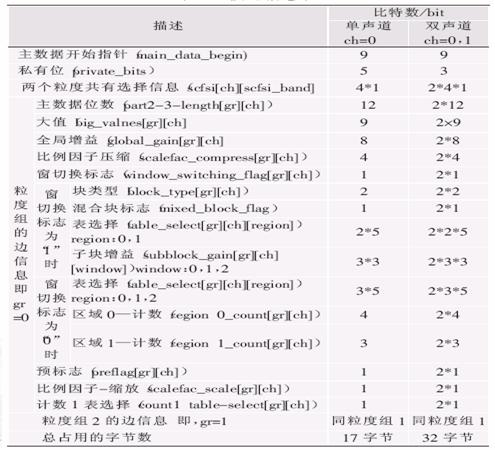 描述 比特数/bit
单声道 ch=0 双声道 ch=0,1
主数据开始指针 (main_data_begin) 9 9
私有位 (private_bits) 5 3
两个粒度共有选择信息 (scfsi[ch][scfsi_band] 4*1 2*4*1
粒度组的边信息即gr=0
主数据位数 (part2-3-length[gr][ch]) 12 2*12
大值 (big_valnes[gr][ch] 9 2×9
全局增益 (global_gain[gr][ch] 8 2*8
比例因子压缩 (scalefac_compress[gr][ch]) 4 2*4
窗切换标志 (window_switching_flag[gr][ch]) 1 2*1
窗切换标志为“1”时
块类型 (block_type[gr][ch]) 2 2*2
混合块标志 (mixed_block_flag) 1 2*1
表选择 (table_select[gr][ch][region])
region:0,1 2*5 2*2*5
子块增益 (subblock_gain[gr][ch]
[window])window:0,1,2 3*3 2*3*3
窗切换标志为“0”时
表选择 (table_select[gr][ch][region])
region:0,1,2 3*5 2*3*5
区域 0—计数 (region 0_count[gr][ch]) 4 2*4
区域 1—计数 (region 1_count[gr][ch]) 3 2*3
预标志 (preflag[gr][ch]) 1 2*1
比例因子-缩放 (scalefac_scale[gr][ch]) 1 2*1
计数 1 表选择 (count1 table-select[gr][ch]) 1 2*1
粒度组 2 的边信息 即,gr=1 同粒度组 1 同粒度组 1
总占用的字节数 17 字节 32 字节